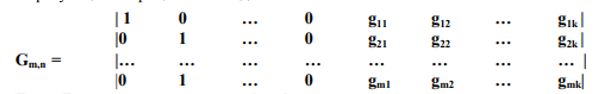 |1 0 ... 0 g11 g12 ... g1k|
|0 1 ... 0 g21 g22 ... g2k|
Gm,n = |... ... ... ... ... ... ... ... |
|0 1 ... 0 gm1 gm2 ... gmk|